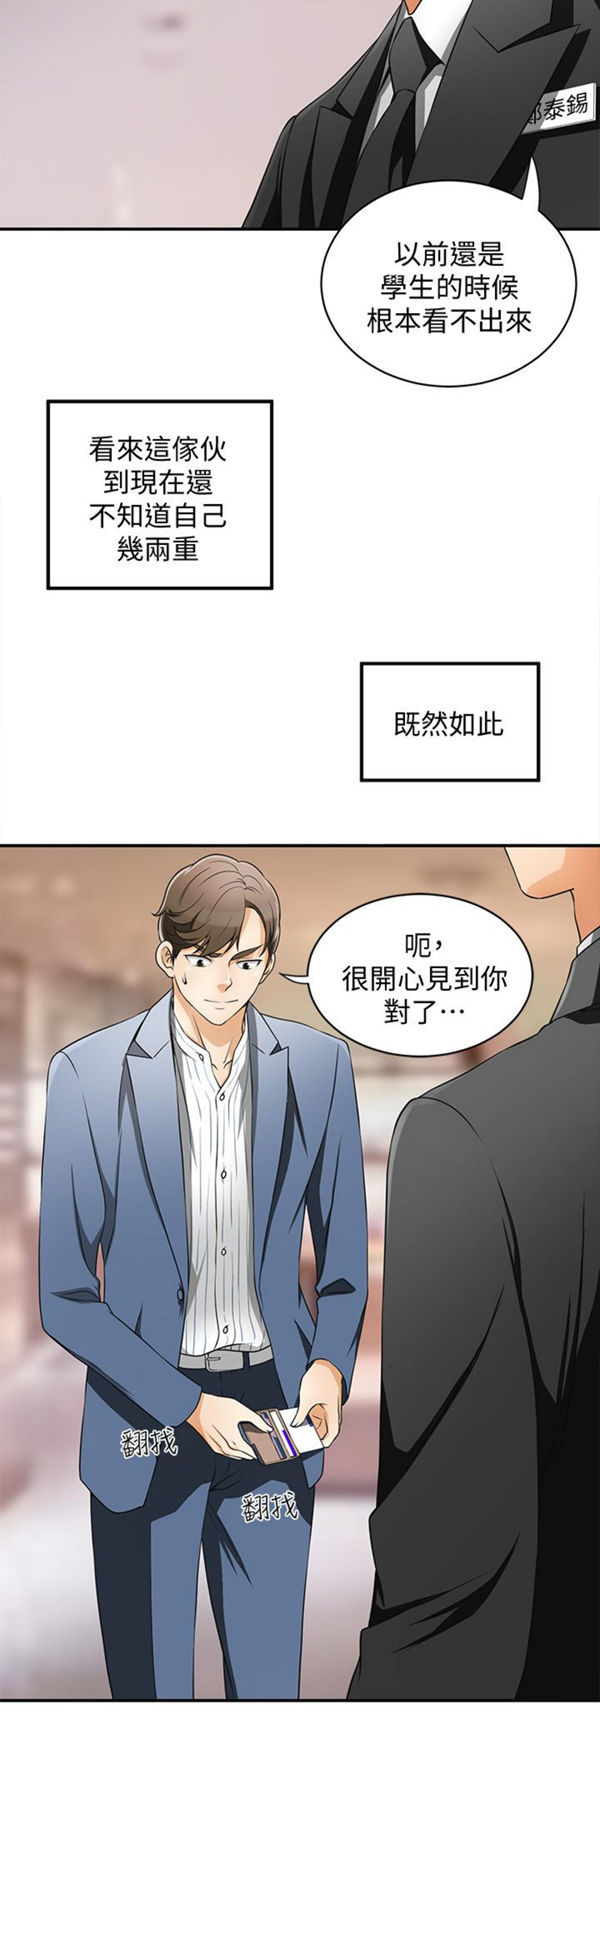 鄭泰錫
以前還是
學生的時候
根本看不出來
看來這傢伙
到現在還
不知道自己
幾兩重
既然如此
呃，
很開心見到你
對了…
翻找
翻找